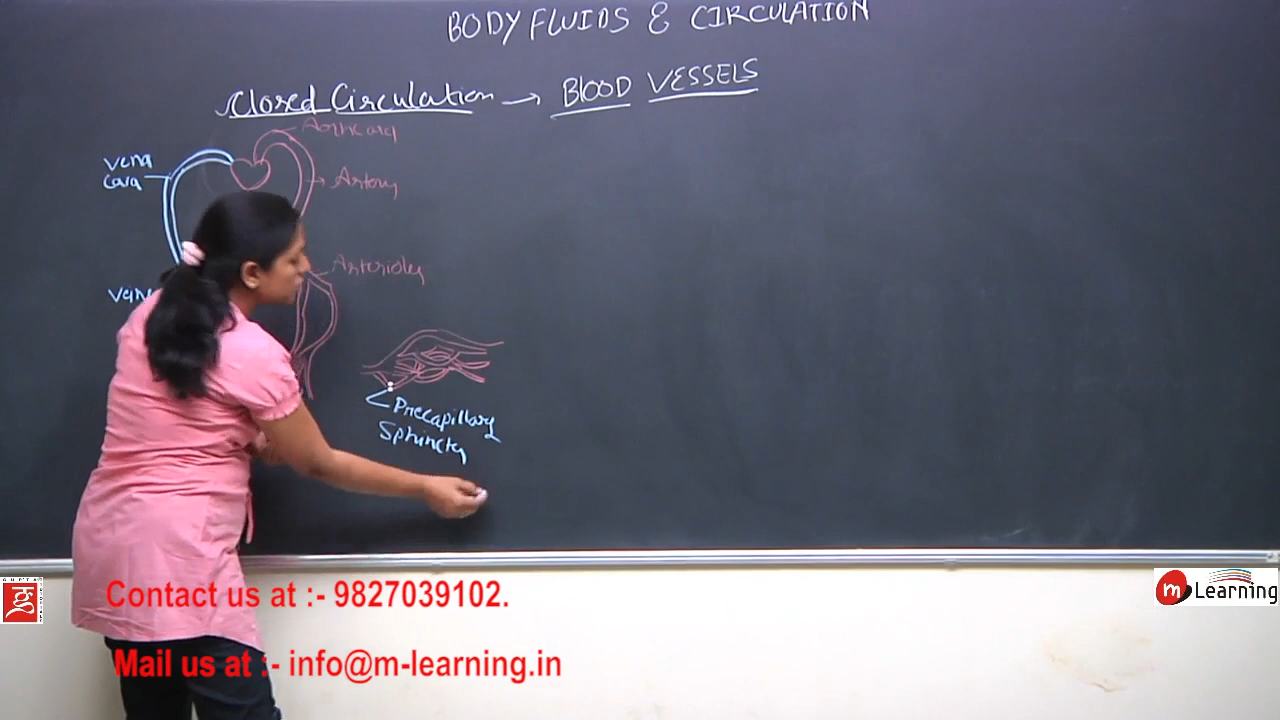 BODY FLUIDS & CIRCULATION
Closed Circulation → BLOOD VESSELS
Vena
Cava
Artery
Arterioles
Precapillary
Sphincter
Contact us at :- 9827039102.
Mail us at :- info@m-learning.in
m Learning